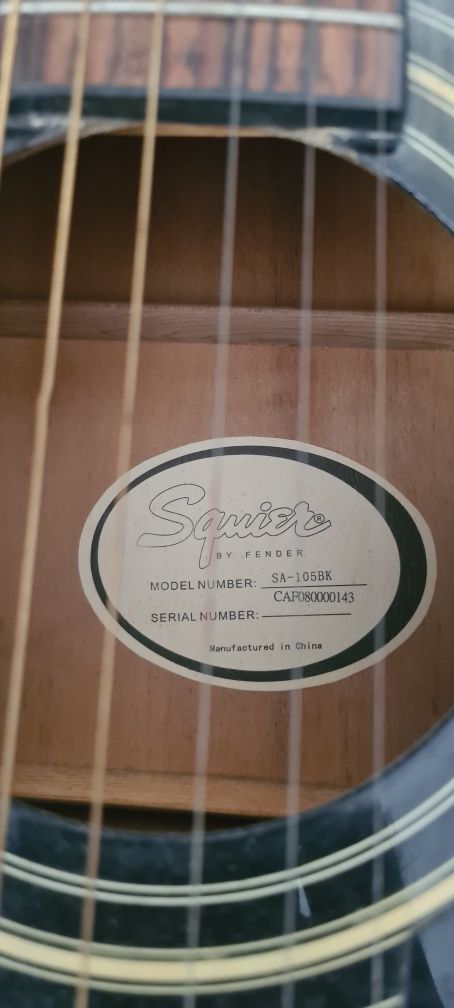 Squier®
BY FENDER
MODEL NUMBER: SA-105BK
CAF080000143
SERIAL NUMBER:
Manufactured in China